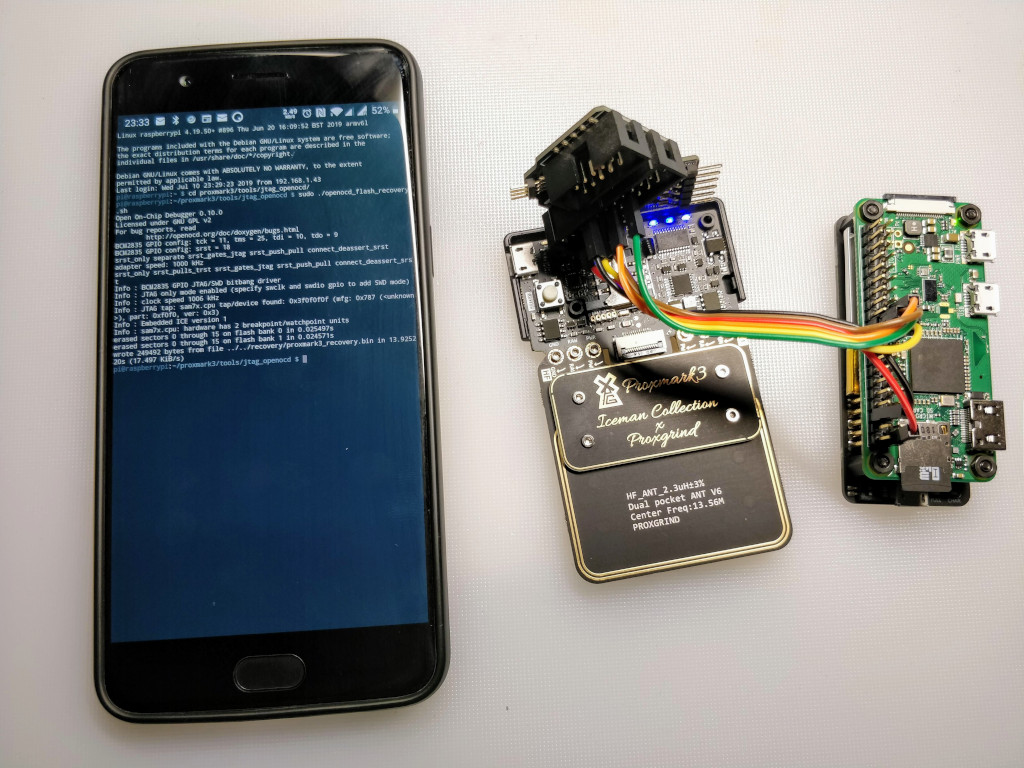 23:33
2.49
KB/s
52%
Linux raspberrypi 4.19.50+ #896 Thu Jun 20 16:09:52 BST 2019 armv6l
The programs included with the Debian GNU/Linux system are free software;
the exact distribution terms for each program are described in the
individual files in /usr/share/doc/*/copyright.
Debian GNU/Linux comes with ABSOLUTELY NO WARRANTY, to the extent
permitted by applicable law.
Last login: Wed Jul 10 23:29:23 2019 from 192.168.1.43
pi@raspberrypi:~ $ cd proxmark3/tools/jtag_openocd/
pi@raspberrypi:~/proxmark3/tools/jtag_openocd $ sudo ./openocd_flash_recovery
.sh
Open On-Chip Debugger 0.10.0
Licensed under GNU GPL v2
For bug reports, read
http://openocd.org/doc/doxygen/bugs.html
BCM2835 GPIO config: tck = 11, tms = 25, tdi = 10, tdo = 9
BCM2835 GPIO config: srst = 18
srst_only separate srst_gates_jtag srst_push_pull connect_deassert_srst
adapter speed: 1000 kHz
srst_only srst_pulls_trst srst_gates_jtag srst_push_pull connect_deassert_srs
t
Info : BCM2835 GPIO JTAG/SWD bitbang driver
Info : JTAG only mode enabled (specify swclk and swdio gpio to add SWD mode)
Info : clock speed 1006 kHz
Info : JTAG tap: sam7x.cpu tap/device found: 0x3f0f0f0f (mfg: 0x787 (<unknown
>), part: 0xf0f0, ver: 0x3)
Info : Embedded ICE version 1
Info : sam7x.cpu: hardware has 2 breakpoint/watchpoint units
erased sectors 0 through 15 on flash bank 0 in 0.025497s
erased sectors 0 through 15 on flash bank 1 in 0.024571s
wrote 249492 bytes from file ../../recovery/proxmark3_recovery.bin in 13.9252
20s (17.497 KiB/s)
pi@raspberrypi:~/proxmark3/tools/jtag_openocd $
Proxmark3
Iceman Collection
x
Proxgrind
HF_ANT_2.3uH±3%
Dual pocket ANT V6
Center Freq:13.56M
PROXGRIND